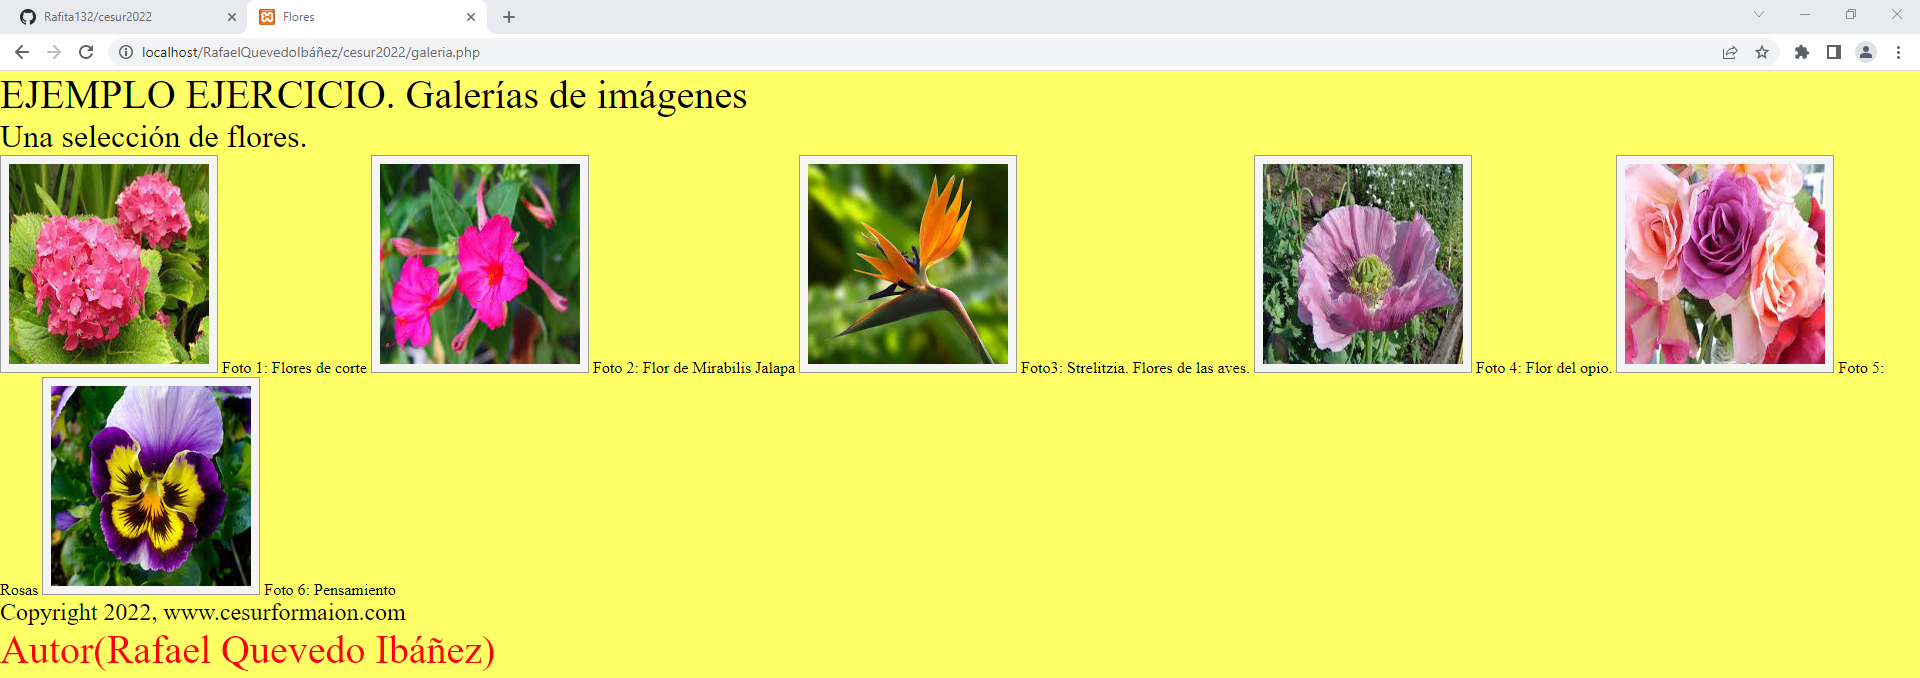 Rafita132/cesur2022
Flores
localhost/RafaelQuevedoIbáñez/cesur2022/galeria.php
EJEMPLO EJERCICIO. Galerías de imágenes
Una selección de flores.
Foto 1: Flores de corte Foto 2: Flor de Mirabilis Jalapa Foto3: Strelitzia. Flores de las aves. Foto 4: Flor del opio. Foto 5:
Rosas Foto 6: Pensamiento
Copyright 2022, www.cesurformaion.com
Autor(Rafael Quevedo Ibáñez)